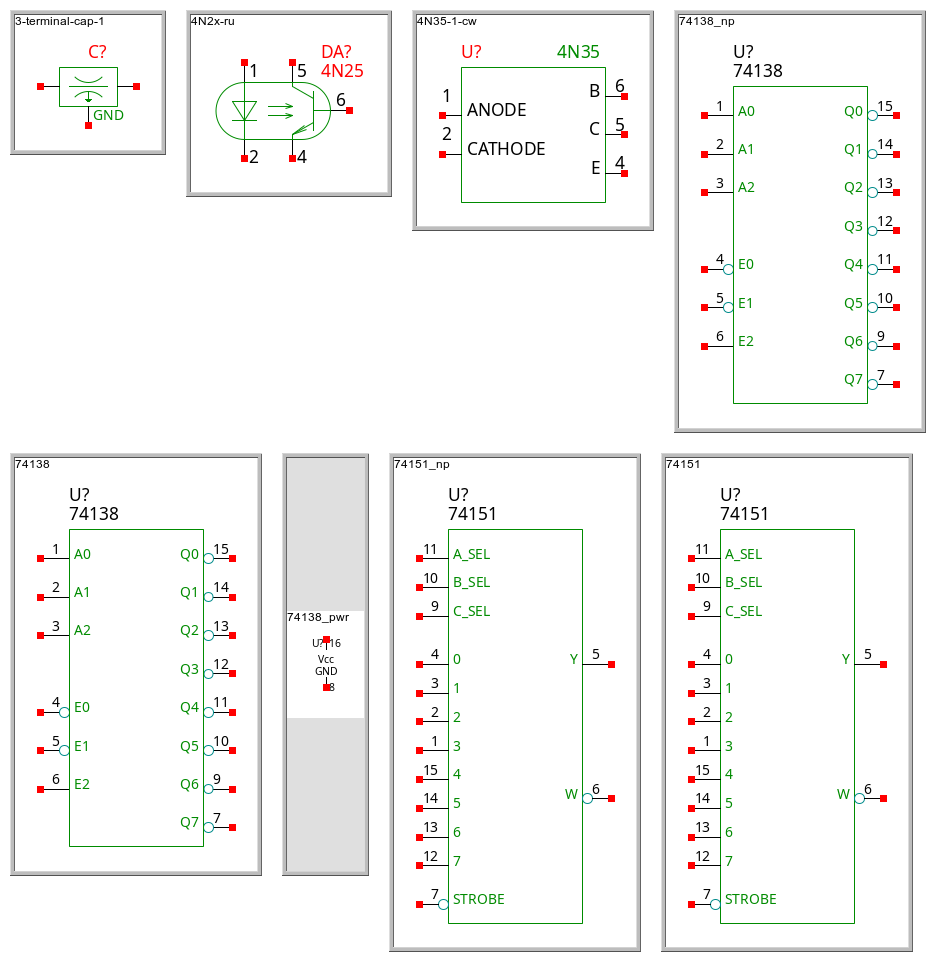 3-terminal-cap-1
C?
GND
4N2x-ru
DA?
4N25
1
5
6
2
4
4N35-1-cw
U? 4N35
1 ANODE B 6
2 CATHODE C 5
E 4
74138_np
U?
74138
1 A0 Q0 15
2 A1 Q1 14
3 A2 Q2 13
Q3 12
4 E0 Q4 11
5 E1 Q5 10
6 E2 Q6 9
Q7 7
74138
U?
74138
1 A0 Q0 15
2 A1 Q1 14
3 A2 Q2 13
Q3 12
4 E0 Q4 11
5 E1 Q5 10
6 E2 Q6 9
Q7 7
74138_pwr
U? 16
Vcc
GND
8
74151_np
U?
74151
11 A_SEL
10 B_SEL
9 C_SEL
4 0 Y 5
3 1
2 2
1 3
15 4
14 5 W 6
13 6
12 7
7 STROBE
74151
U?
74151
11 A_SEL
10 B_SEL
9 C_SEL
4 0 Y 5
3 1
2 2
1 3
15 4
14 5 W 6
13 6
12 7
7 STROBE